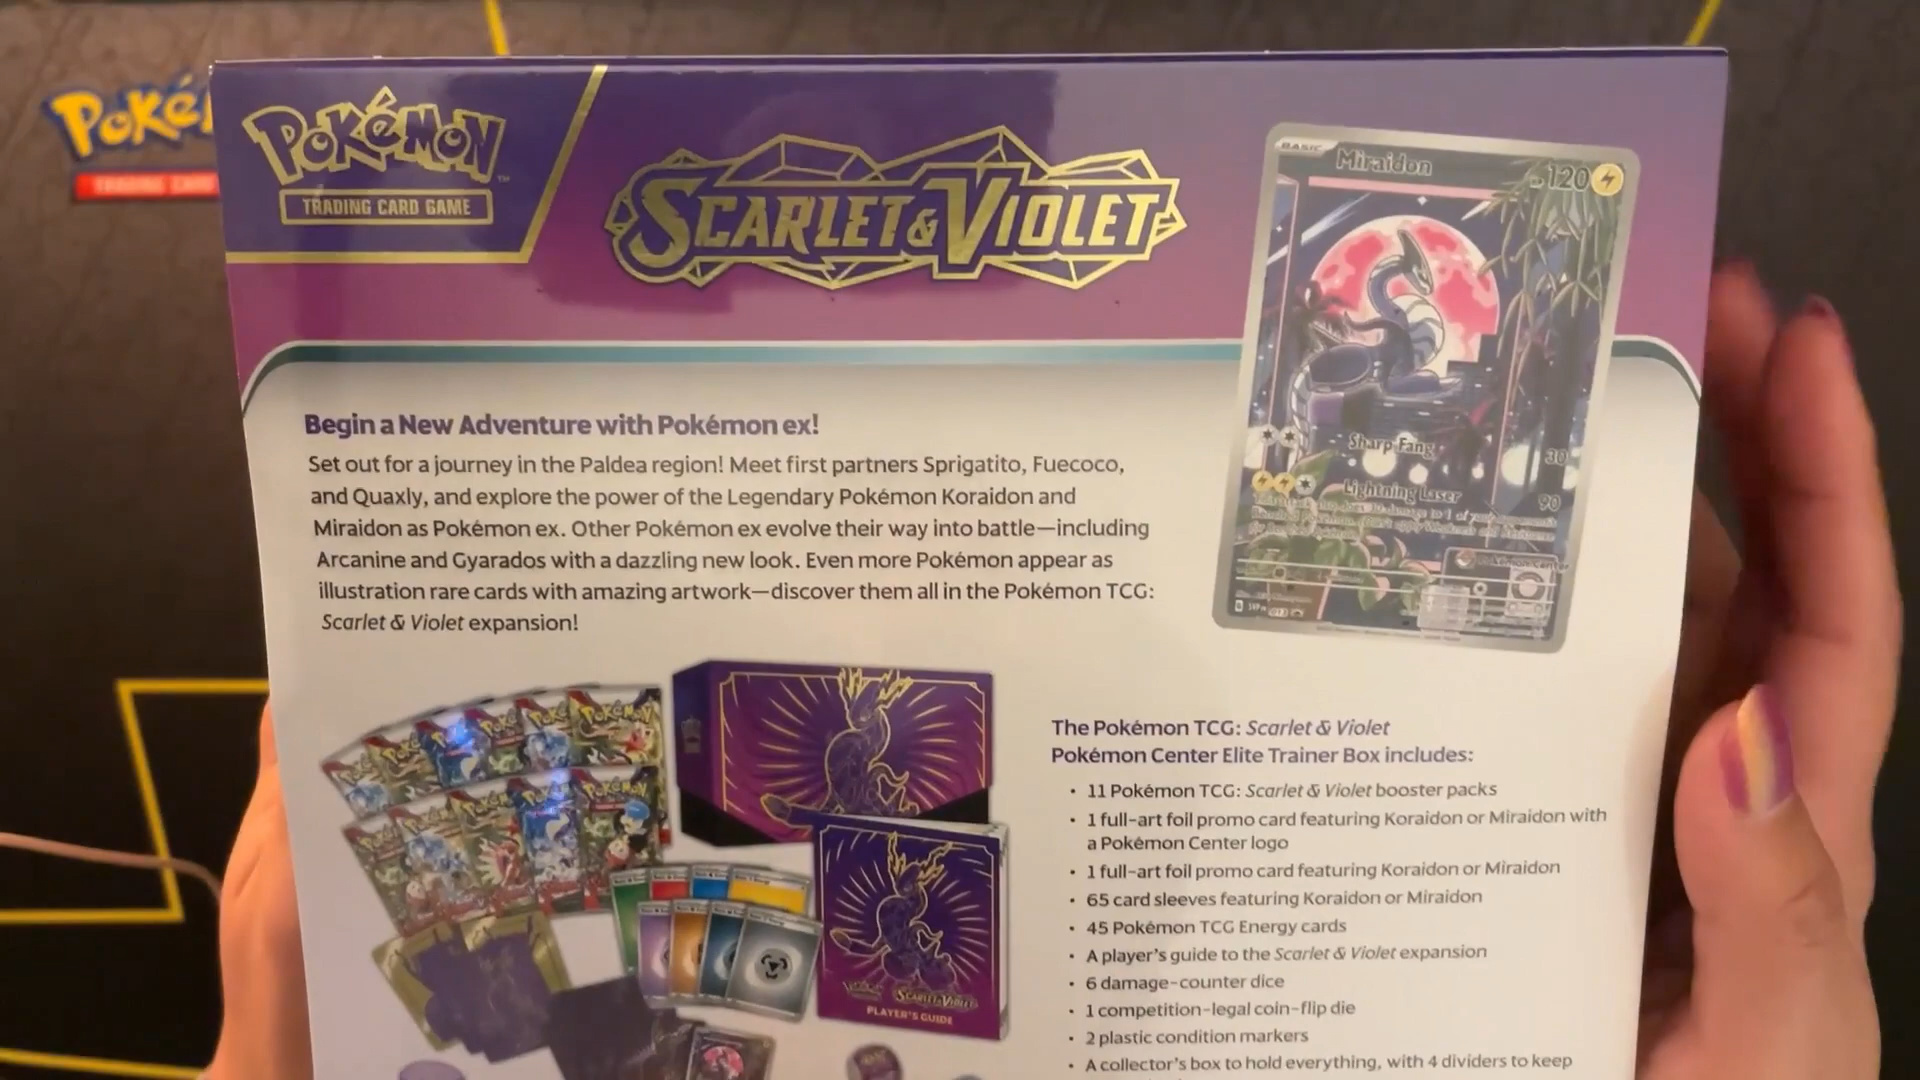 Poké
TRADING CARD
POKÉMON
TRADING CARD GAME
SCARLET & VIOLET
BASIC
Miraidon
120
Sharp Fang
30
Lightning Laser
90
Begin a New Adventure with Pokémon ex!
Set out for a journey in the Paldea region! Meet first partners Sprigatito, Fuecoco,
and Quaxly, and explore the power of the Legendary Pokémon Koraidon and
Miraidon as Pokémon ex. Other Pokémon ex evolve their way into battle—including
Arcanine and Gyarados with a dazzling new look. Even more Pokémon appear as
illustration rare cards with amazing artwork—discover them all in the Pokémon TCG:
Scarlet & Violet expansion!
The Pokémon TCG: Scarlet & Violet
Pokémon Center Elite Trainer Box includes:
• 11 Pokémon TCG: Scarlet & Violet booster packs
• 1 full-art foil promo card featuring Koraidon or Miraidon with
a Pokémon Center logo
• 1 full-art foil promo card featuring Koraidon or Miraidon
• 65 card sleeves featuring Koraidon or Miraidon
• 45 Pokémon TCG Energy cards
• A player's guide to the Scarlet & Violet expansion
• 6 damage-counter dice
• 1 competition-legal coin-flip die
• 2 plastic condition markers
• A collector's box to hold everything, with 4 dividers to keep
POKÉMON
SCARLET & VIOLET
PLAYER'S GUIDE